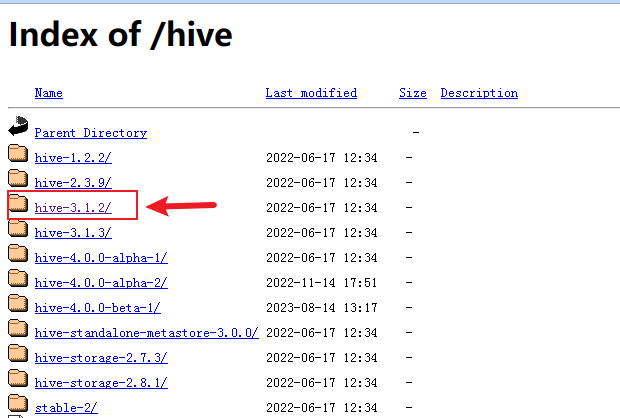 Index of /hive
Name Last modified Size Description
Parent Directory -
hive-1.2.2/ 2022-06-17 12:34 -
hive-2.3.9/ 2022-06-17 12:34 -
hive-3.1.2/ 2022-06-17 12:34 -
hive-3.1.3/ 2022-06-17 12:34 -
hive-4.0.0-alpha-1/ 2022-06-17 12:34 -
hive-4.0.0-alpha-2/ 2022-11-14 17:51 -
hive-4.0.0-beta-1/ 2023-08-14 13:17 -
hive-standalone-metastore-3.0.0/ 2022-06-17 12:34 -
hive-storage-2.7.3/ 2022-06-17 12:34 -
hive-storage-2.8.1/ 2022-06-17 12:34 -
stable-2/ 2022-06-17 12:34 -